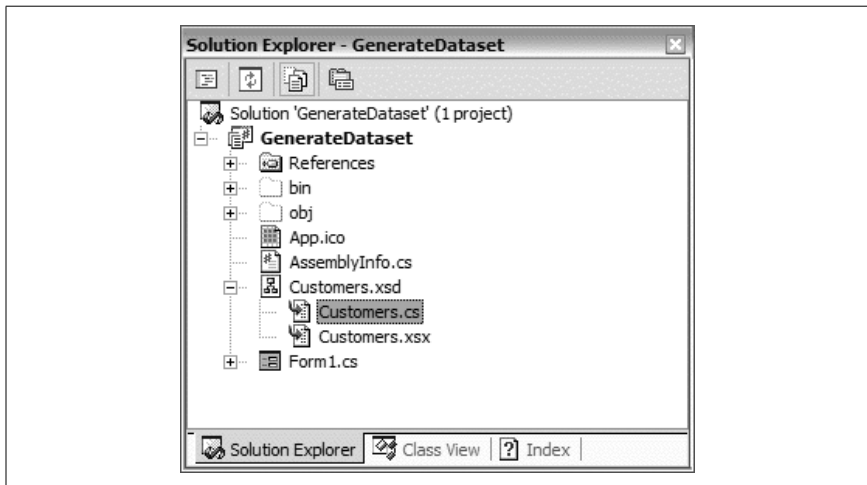 Solution Explorer - GenerateDataset
Solution 'GenerateDataset' (1 project)
GenerateDataset
References
bin
obj
App.ico
AssemblyInfo.cs
Customers.xsd
Customers.cs
Customers.xsx
Form1.cs
Solution Explorer Class View Index